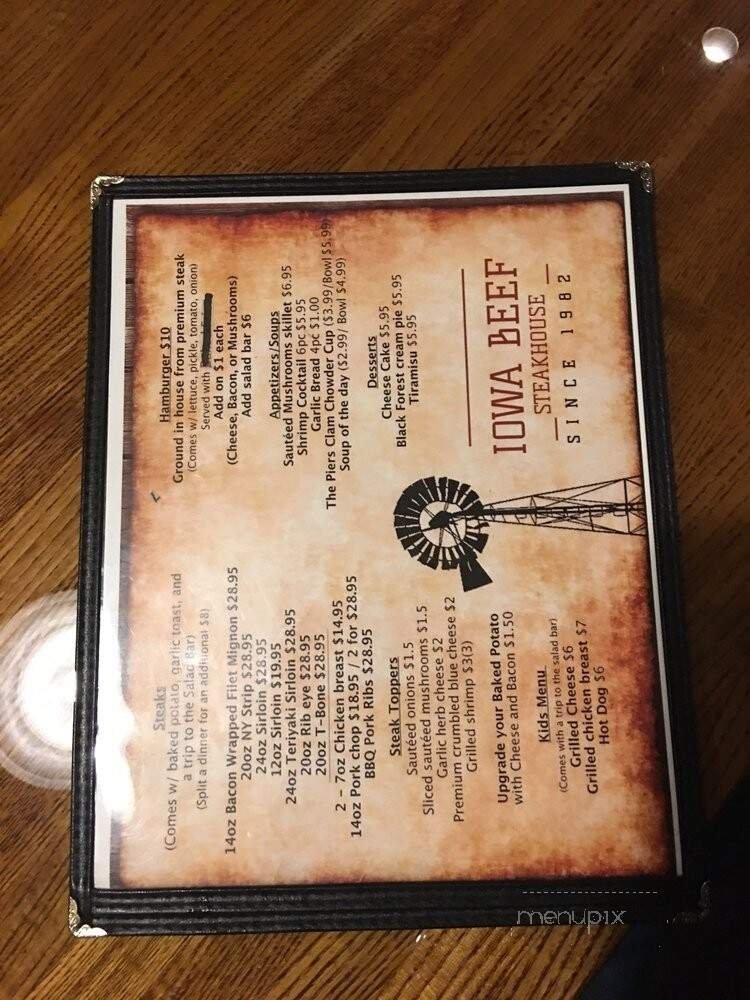 Steaks
(Comes w/ baked potato, garlic toast, and
a trip to the Salad Bar)
(Split a dinner for an additional $8)
14oz Bacon Wrapped Filet Mignon $28.95
20oz NY Strip $28.95
24oz Sirloin $28.95
12oz Sirloin $19.95
24oz Teriyaki Sirloin $28.95
20oz Rib eye $28.95
20oz T-Bone $28.95
2 - 7oz Chicken breast $14.95
14oz Pork chop $18.95 / 2 for $28.95
BBQ Pork Ribs $28.95
Steak Toppers
Sautéed onions $1.5
Sliced sautéed mushrooms $1.5
Garlic herb cheese $2
Premium crumbled blue cheese $2
Grilled shrimp $3(3)
Upgrade your Baked Potato
with Cheese and Bacon $1.50
Kids Menu
(Comes with a trip to the salad bar)
Grilled Cheese $6
Grilled chicken breast $7
Hot Dog $6
Hamburger $10
Ground in house from premium steak
(Comes w/ lettuce, pickle, tomato, onion)
Served with
Add on $1 each
(Cheese, Bacon, or Mushrooms)
Add salad bar $6
Appetizers/Soups
Sautéed Mushrooms skillet $6.95
Shrimp Cocktail 6pc $5.95
Garlic Bread 4pc $1.00
The Piers Clam Chowder Cup ($3.99/Bowl $5.99)
Soup of the day ($2.99/ Bowl $4.99)
Desserts
Cheese Cake $5.95
Black Forest cream pie $5.95
Tiramisu $5.95
IOWA BEEF
STEAKHOUSE
SINCE 1982
menupix